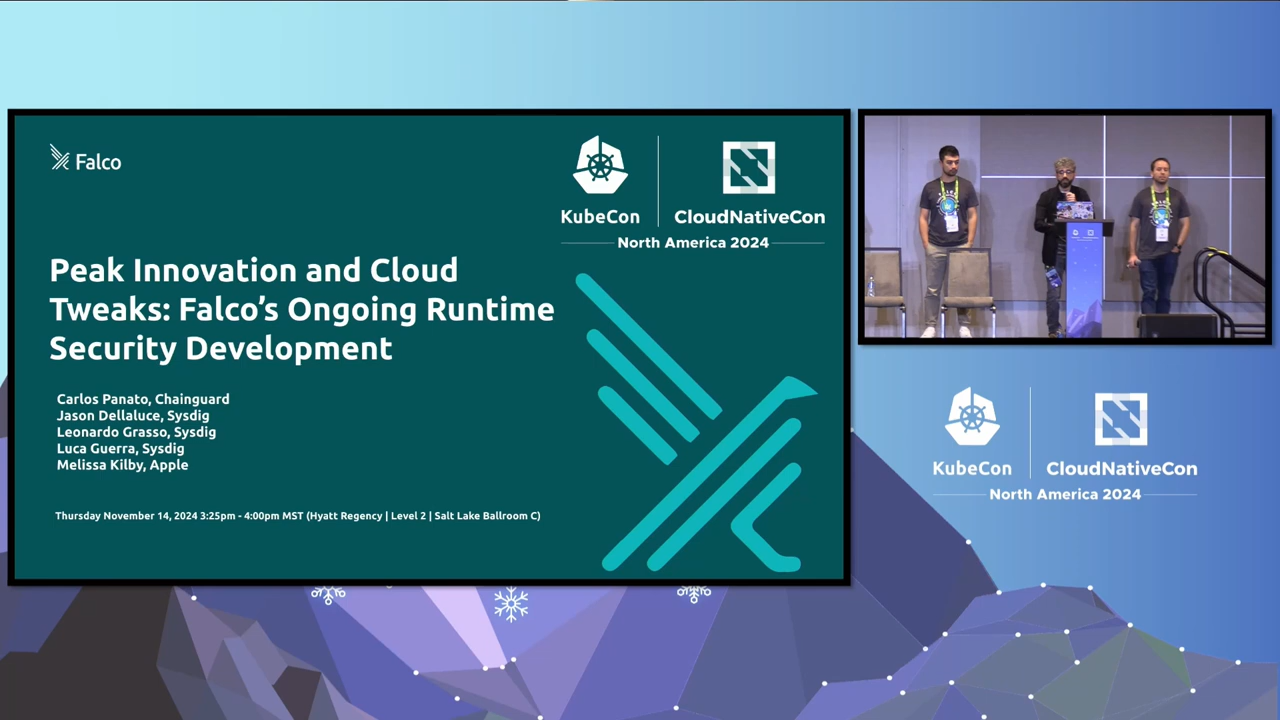 Falco
KubeCon
CloudNativeCon
North America 2024
Peak Innovation and Cloud
Tweaks: Falco’s Ongoing Runtime
Security Development
Carlos Panato, Chainguard
Jason Dellaluce, Sysdig
Leonardo Grasso, Sysdig
Luca Guerra, Sysdig
Melissa Kilby, Apple
Thursday November 14, 2024 3:25pm - 4:00pm MST (Hyatt Regency | Level 2 | Salt Lake Ballroom C)
KubeCon
CloudNativeCon
North America 2024